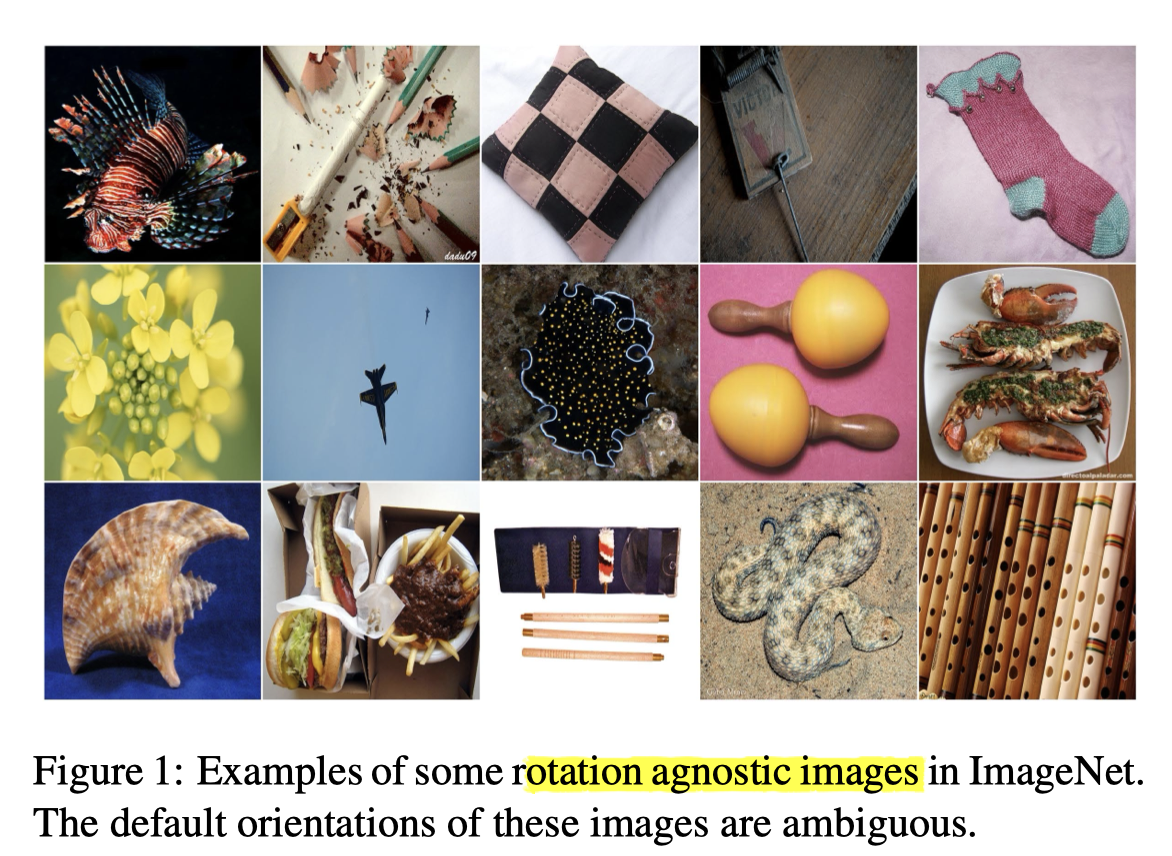 VICTOR
dadu09
directoalpaladar.com
Figure 1: Examples of some rotation agnostic images in ImageNet.
The default orientations of these images are ambiguous.